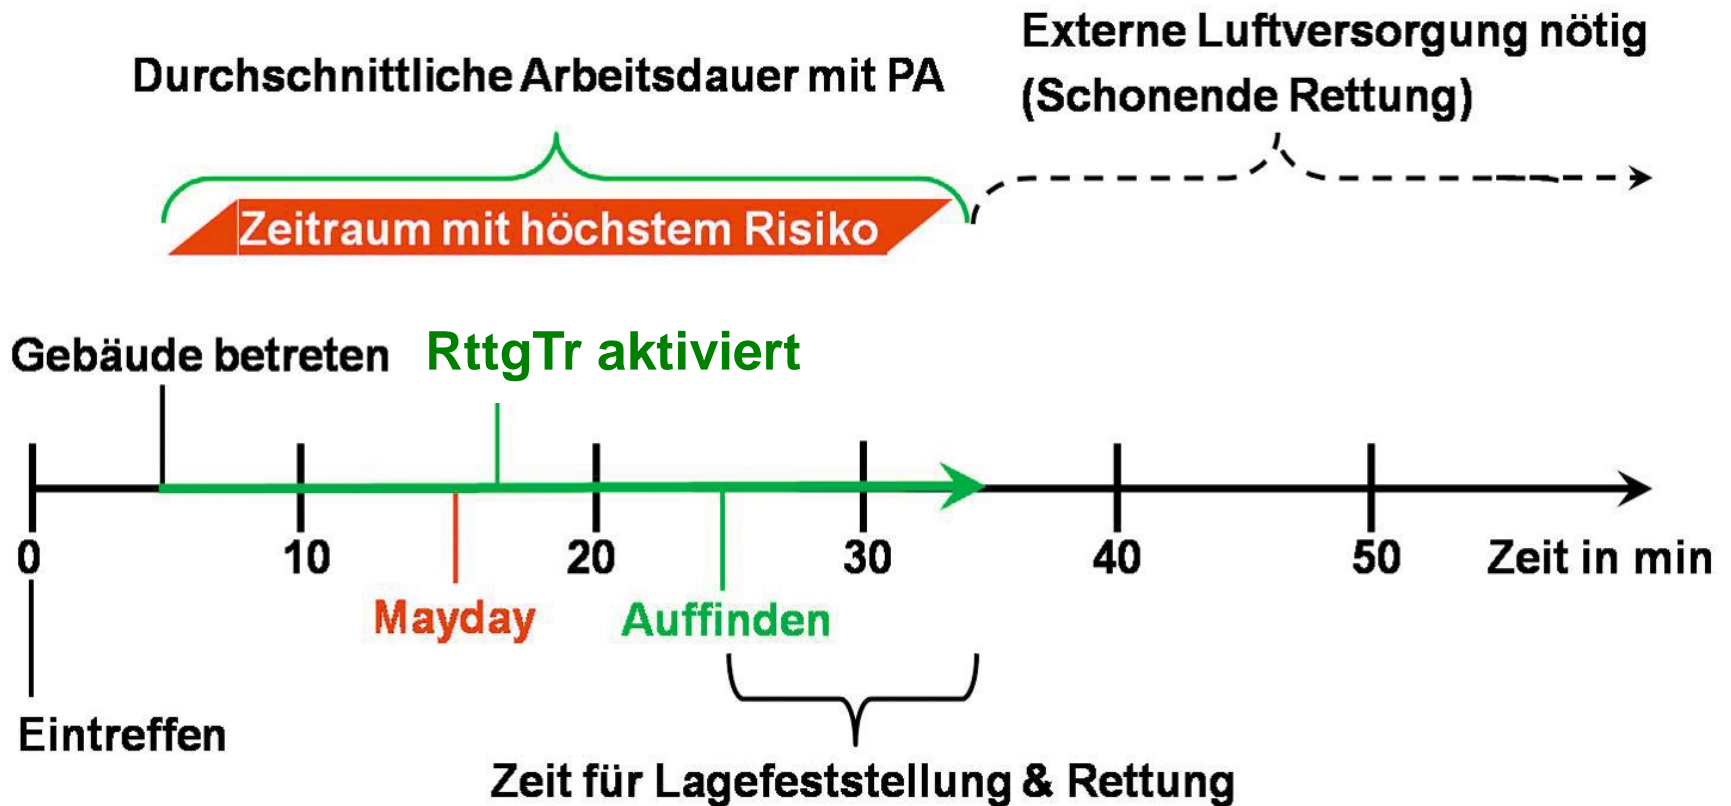 Externe Luftversorgung nötig
(Schonende Rettung)
Durchschnittliche Arbeitsdauer mit PA
Zeitraum mit höchstem Risiko
Gebäude betreten
RttgTr aktiviert
0
10
20
30
40
50
Zeit in min
Mayday
Auffinden
Eintreffen
Zeit für Lagefeststellung & Rettung